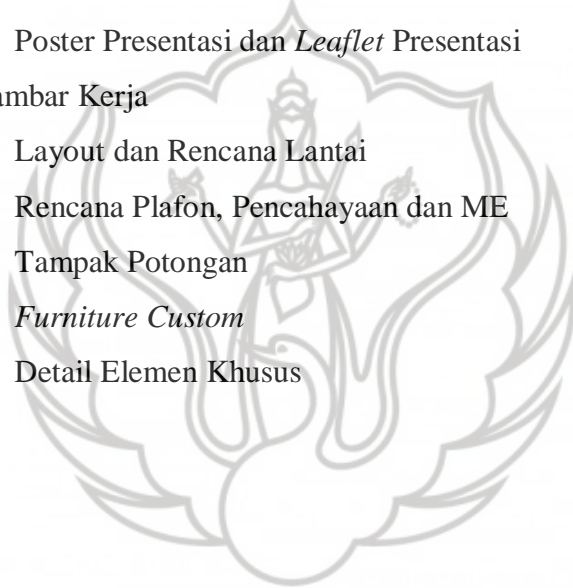 Poster Presentasi dan Leaflet Presentasi
ambar Kerja
Layout dan Rencana Lantai
Rencana Plafon, Pencahayaan dan ME
Tampak Potongan
Furniture Custom
Detail Elemen Khusus